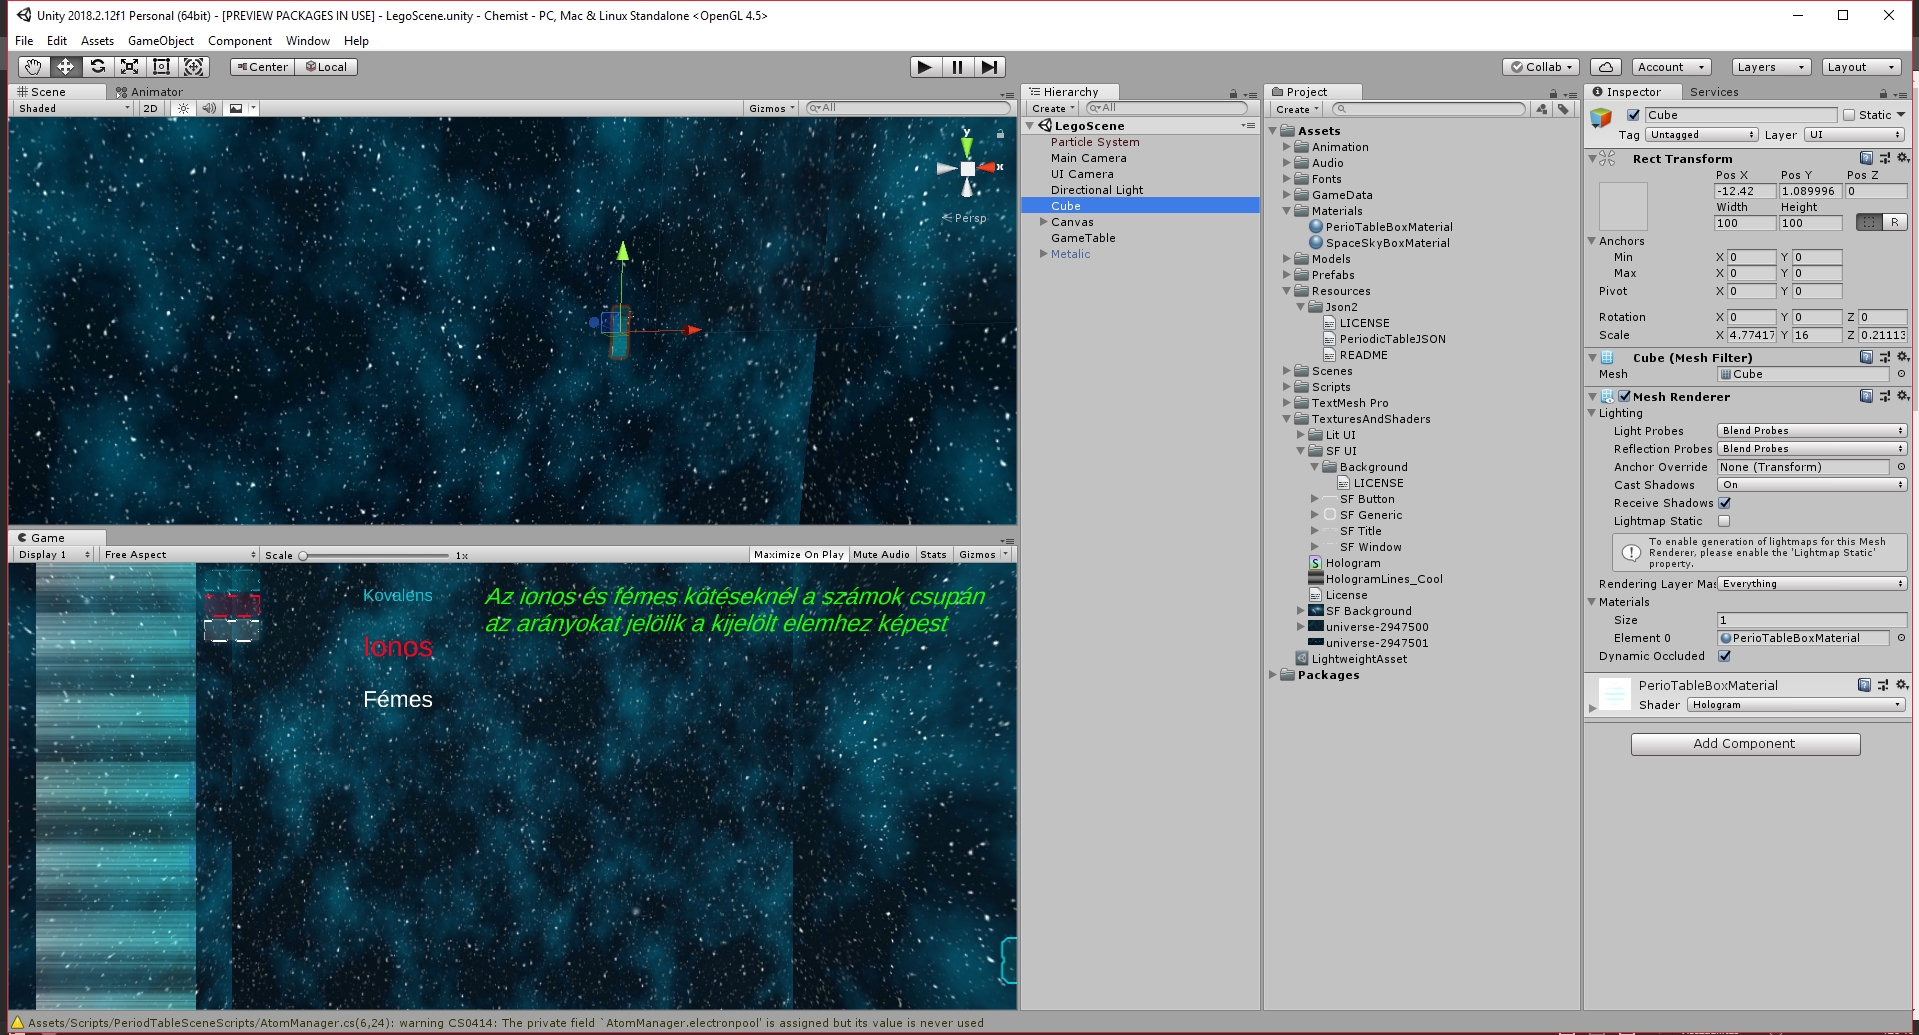 Unity 2018.2.12f1 Personal (64bit) - [PREVIEW PACKAGES IN USE] - LegoScene.unity - Chemist - PC, Mac & Linux Standalone <OpenGL 4.5>
File Edit Assets GameObject Component Window Help
Center Local Collab Account Layers Layout
Scene Animator
Shaded 2D Gizmos All
y
x
Persp
Game
Display 1 Free Aspect Scale 1x Maximize On Play Mute Audio Stats Gizmos
Kovalens
Ionos
Fémes
Az ionos és fémes kötéseknél a számok csupán
az arányokat jelölik a kijelölt elemhez képest
Hierarchy
Create All
LegoScene
Particle System
Main Camera
UI Camera
Directional Light
Cube
Canvas
GameTable
Metalic
Project
Create
Assets
Animation
Audio
Fonts
GameData
Materials
PerioTableBoxMaterial
SpaceSkyBoxMaterial
Models
Prefabs
Resources
Json2
LICENSE
PeriodicTableJSON
README
Scenes
Scripts
TextMesh Pro
TexturesAndShaders
Lit UI
SF UI
Background
LICENSE
SF Button
SF Generic
SF Title
SF Window
Hologram
HologramLines_Cool
License
SF Background
universe-2947500
universe-2947501
LightweightAsset
Packages
Inspector Services
Cube Static
Tag Untagged Layer UI
Rect Transform
Pos X Pos Y Pos Z
-12.42 1.089996 0
Width Height
100 100 R
Anchors
Min X 0 Y 0
Max X 0 Y 0
Pivot X 0 Y 0
Rotation X 0 Y 0 Z 0
Scale X 4.77417 Y 16 Z 0.21113
Cube (Mesh Filter)
Mesh Cube
Mesh Renderer
Lighting
Light Probes Blend Probes
Reflection Probes Blend Probes
Anchor Override None (Transform)
Cast Shadows On
Receive Shadows
Lightmap Static
To enable generation of lightmaps for this Mesh
Renderer, please enable the 'Lightmap Static'
property.
Rendering Layer Mas Everything
Materials
Size 1
Element 0 PerioTableBoxMaterial
Dynamic Occluded
PerioTableBoxMaterial
Shader Hologram
Add Component
Assets/Scripts/PeriodTableSceneScripts/AtomManager.cs(6,24): warning CS0414: The private field `AtomManager.electronpool' is assigned but its value is never used